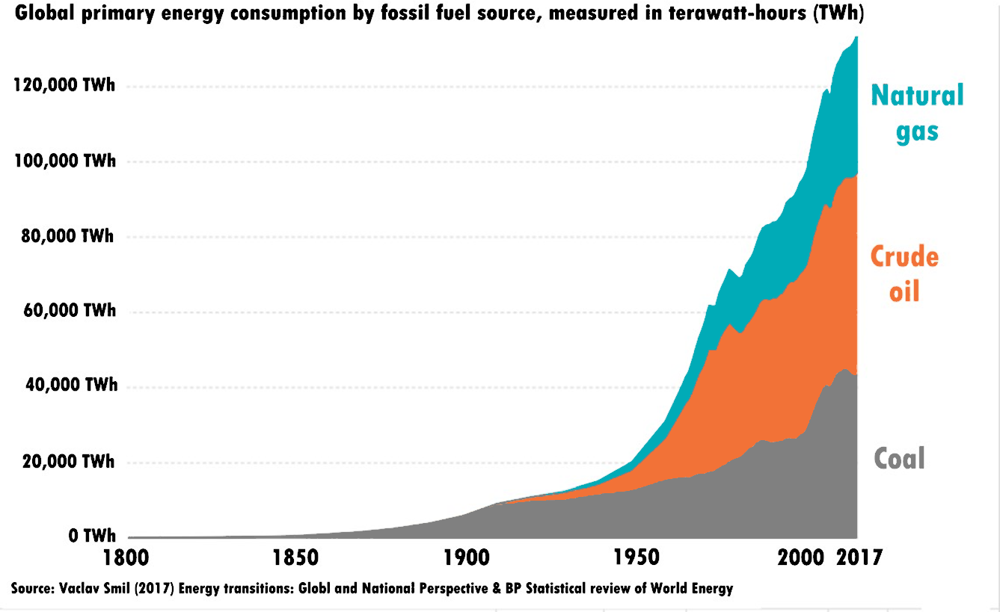 Global primary energy consumption by fossil fuel source, measured in terawatt-hours (TWh)
120,000 TWh
100,000 TWh
80,000 TWh
60,000 TWh
40,000 TWh
20,000 TWh
0 TWh
Natural
gas
Crude
oil
Coal
1800 1850 1900 1950 2000 2017
Source: Vaclav Smil (2017) Energy transitions: Globl and National Perspective & BP Statistical review of World Energy